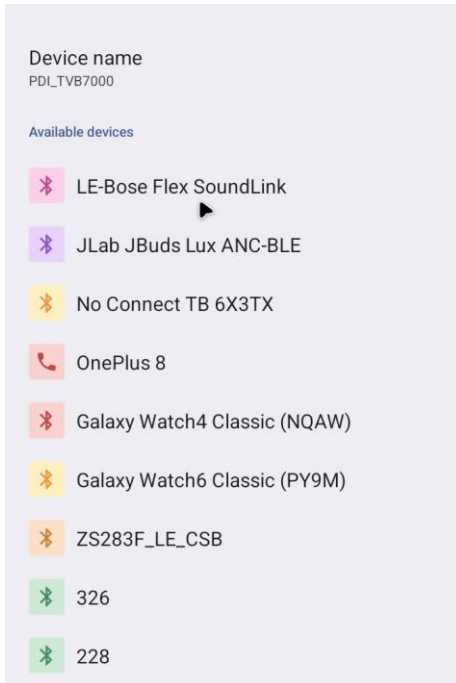 Device name
PDI_TVB7000
Available devices
LE-Bose Flex SoundLink
JLab JBuds Lux ANC-BLE
No Connect TB 6X3TX
OnePlus 8
Galaxy Watch4 Classic (NQAW)
Galaxy Watch6 Classic (PY9M)
ZS283F_LE_CSB
326
228